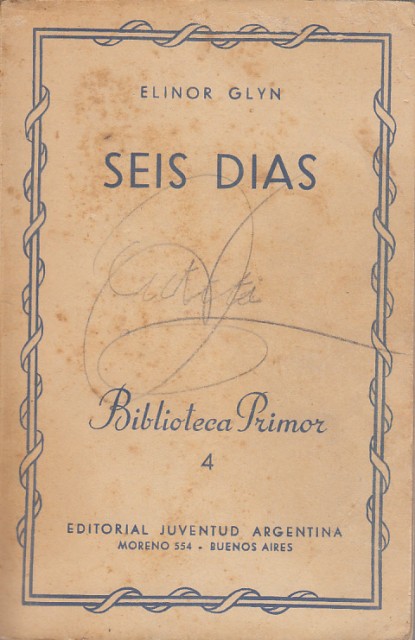 ELINOR GLYN
SEIS DIAS
Biblioteca Primor
4
EDITORIAL JUVENTUD ARGENTINA
MORENO 554 - BUENOS AIRES